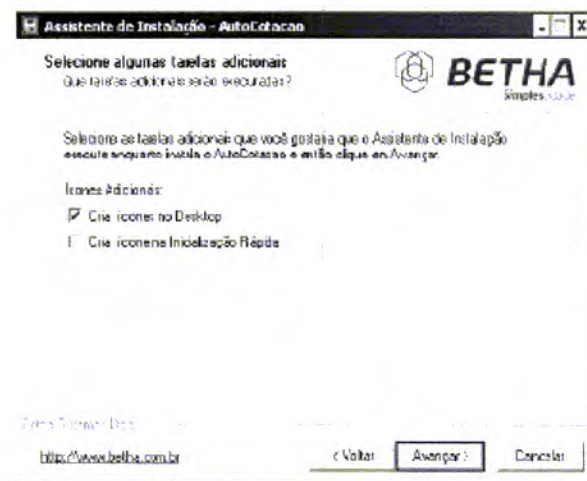 Assistente de Instalação - AutoCotacao
Selecione algumas tarefas adicionais
Que tarefas adicionais serão executadas?
BETHA
Simplesidade
Selecione as tarefas adicionais que você gostaria que o Assistente de Instalação
execute enquanto instala o AutoCotacao e então clique em Avançar.
Ícones Adicionais:
Criar ícones no Desktop
Criar ícone na Inicialização Rápida
http://www.betha.com.br
< Voltar
Avançar >
Cancelar